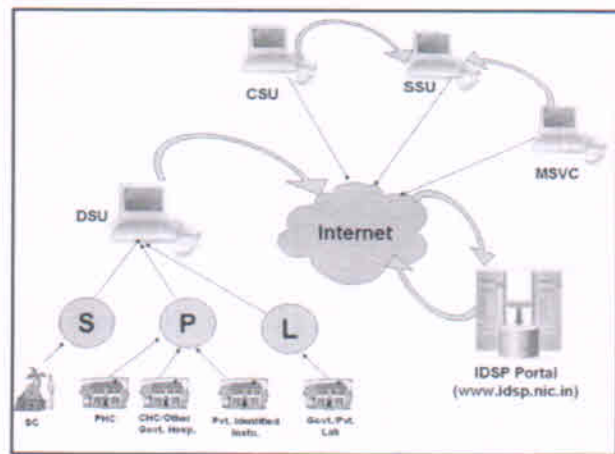 CSU
SSU
MSVC
DSU
Internet
S
P
L
IDSP Portal
(www.idsp.nic.in)
SC
PHC
CHC/Other
Govt. Hosp.
Pvt. Identified
Instn.
Govt./Pvt.
Lab